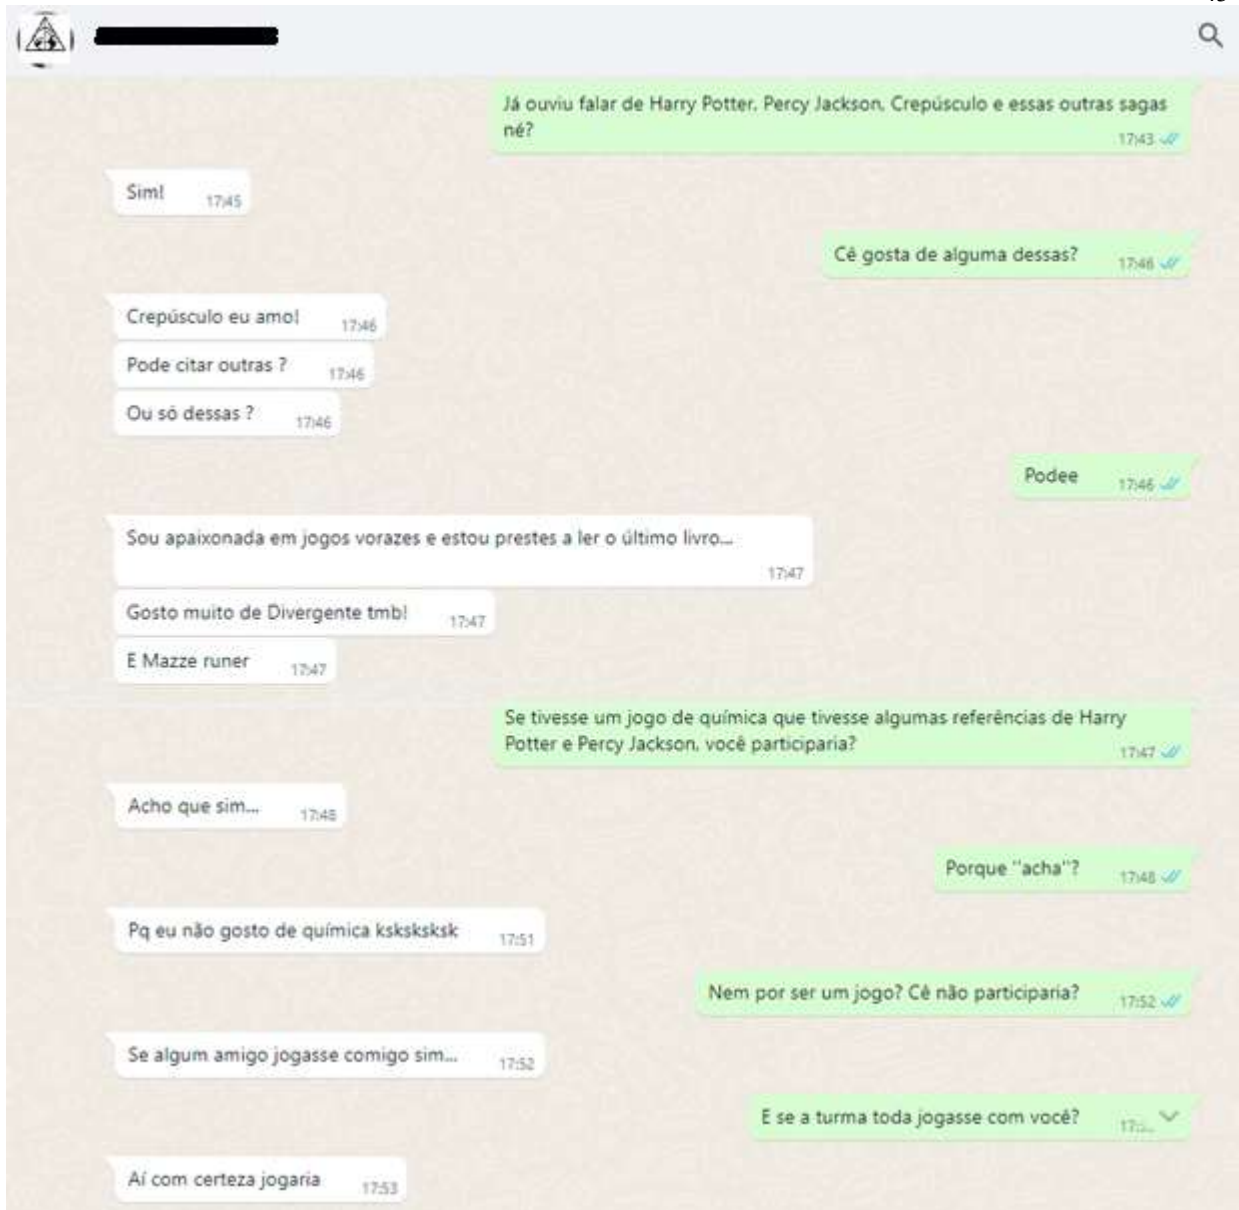 Já ouviu falar de Harry Potter. Percy Jackson. Crepúsculo e essas outras sagas
né?
17:43
Sim!
17:45
Cê gosta de alguma dessas?
17:46
Crepúsculo eu amo!
17:46
Pode citar outras ?
17:46
Ou só dessas ?
17:46
Podee
17:46
Sou apaixonada em jogos vorazes e estou prestes a ler o último livro...
17:47
Gosto muito de Divergente tmb!
17:47
E Mazze runer
17:47
Se tivesse um jogo de química que tivesse algumas referências de Harry
Potter e Percy Jackson, você participaria?
17:47
Acho que sim...
17:48
Porque "acha"?
17:48
Pq eu não gosto de química ksksksksk
17:51
Nem por ser um jogo? Cê não participaria?
17:52
Se algum amigo jogasse comigo sim...
17:52
E se a turma toda jogasse com você?
Aí com certeza jogaria
17:53